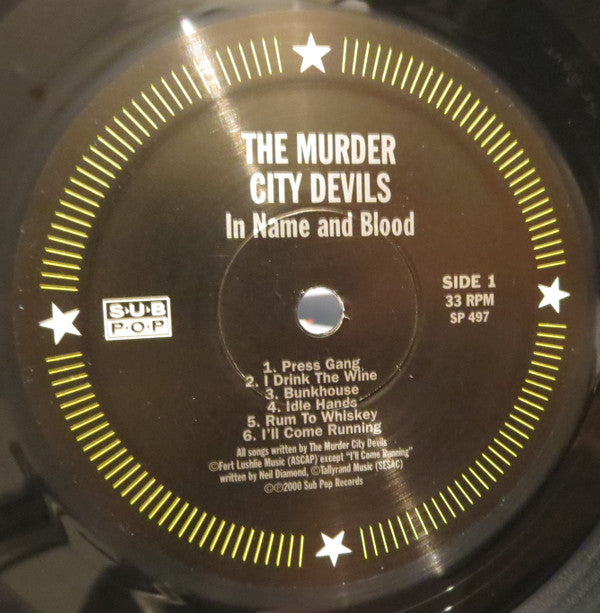 THE MURDER
CITY DEVILS
In Name and Blood
SUB
POP
SIDE 1
33 RPM
SP 497
1. Press Gang
2. I Drink The Wine
3. Bunkhouse
4. Idle Hands
5. Rum To Whiskey
6. I'll Come Running
All songs written by The Murder City Devils
©Fort Lushlie Music (ASCAP) except "I'll Come Running"
written by Neil Diamond, ©Tallyrand Music (SESAC)
©℗2000 Sub Pop Records